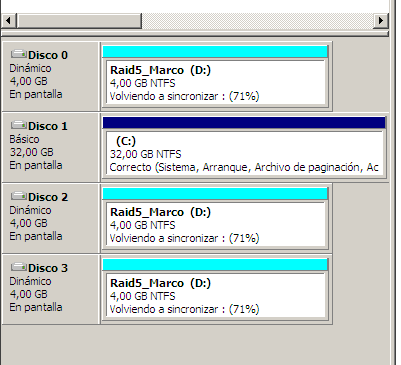 Disco 0
Dinámico
4,00 GB
En pantalla
Raid5_Marco (D:)
4,00 GB NTFS
Volviendo a sincronizar : (71%)
Disco 1
Básico
32,00 GB
En pantalla
(C:)
32,00 GB NTFS
Correcto (Sistema, Arranque, Archivo de paginación, Ac
Disco 2
Dinámico
4,00 GB
En pantalla
Raid5_Marco (D:)
4,00 GB NTFS
Volviendo a sincronizar : (71%)
Disco 3
Dinámico
4,00 GB
En pantalla
Raid5_Marco (D:)
4,00 GB NTFS
Volviendo a sincronizar : (71%)